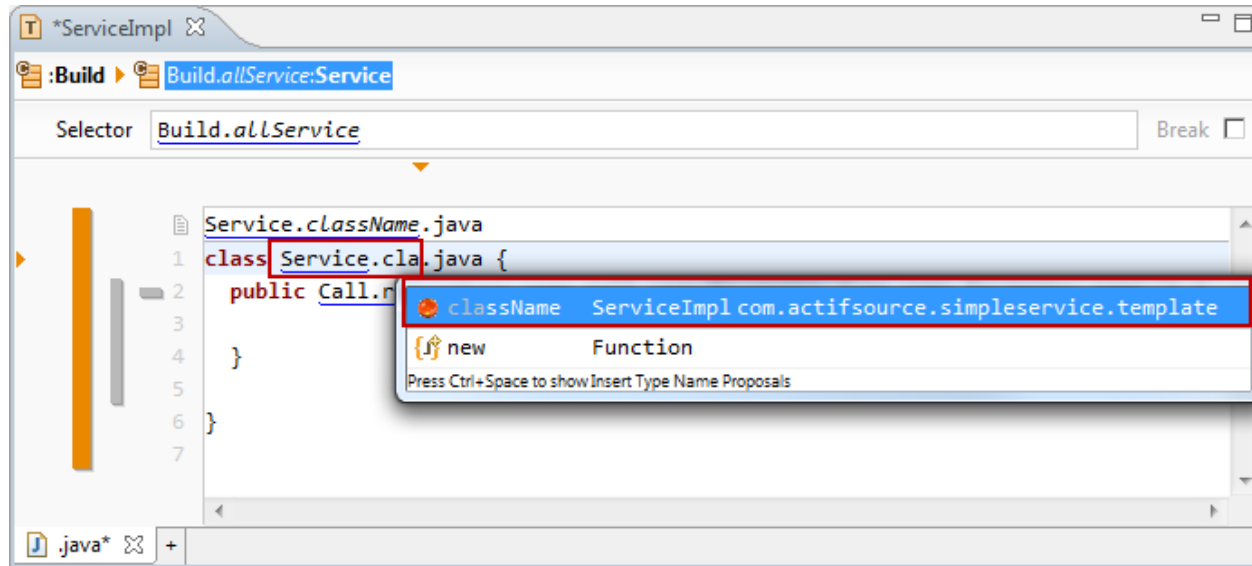 *ServiceImpl
:Build Build.allService:Service
Selector Build.allService Break
Service.className.java
1 class Service.cla.java {
2 public Call.r
className ServiceImpl com.actifsource.simpleservice.template
3
new Function
4 }
Press Ctrl+Space to show Insert Type Name Proposals
5
6 }
7
.java* +